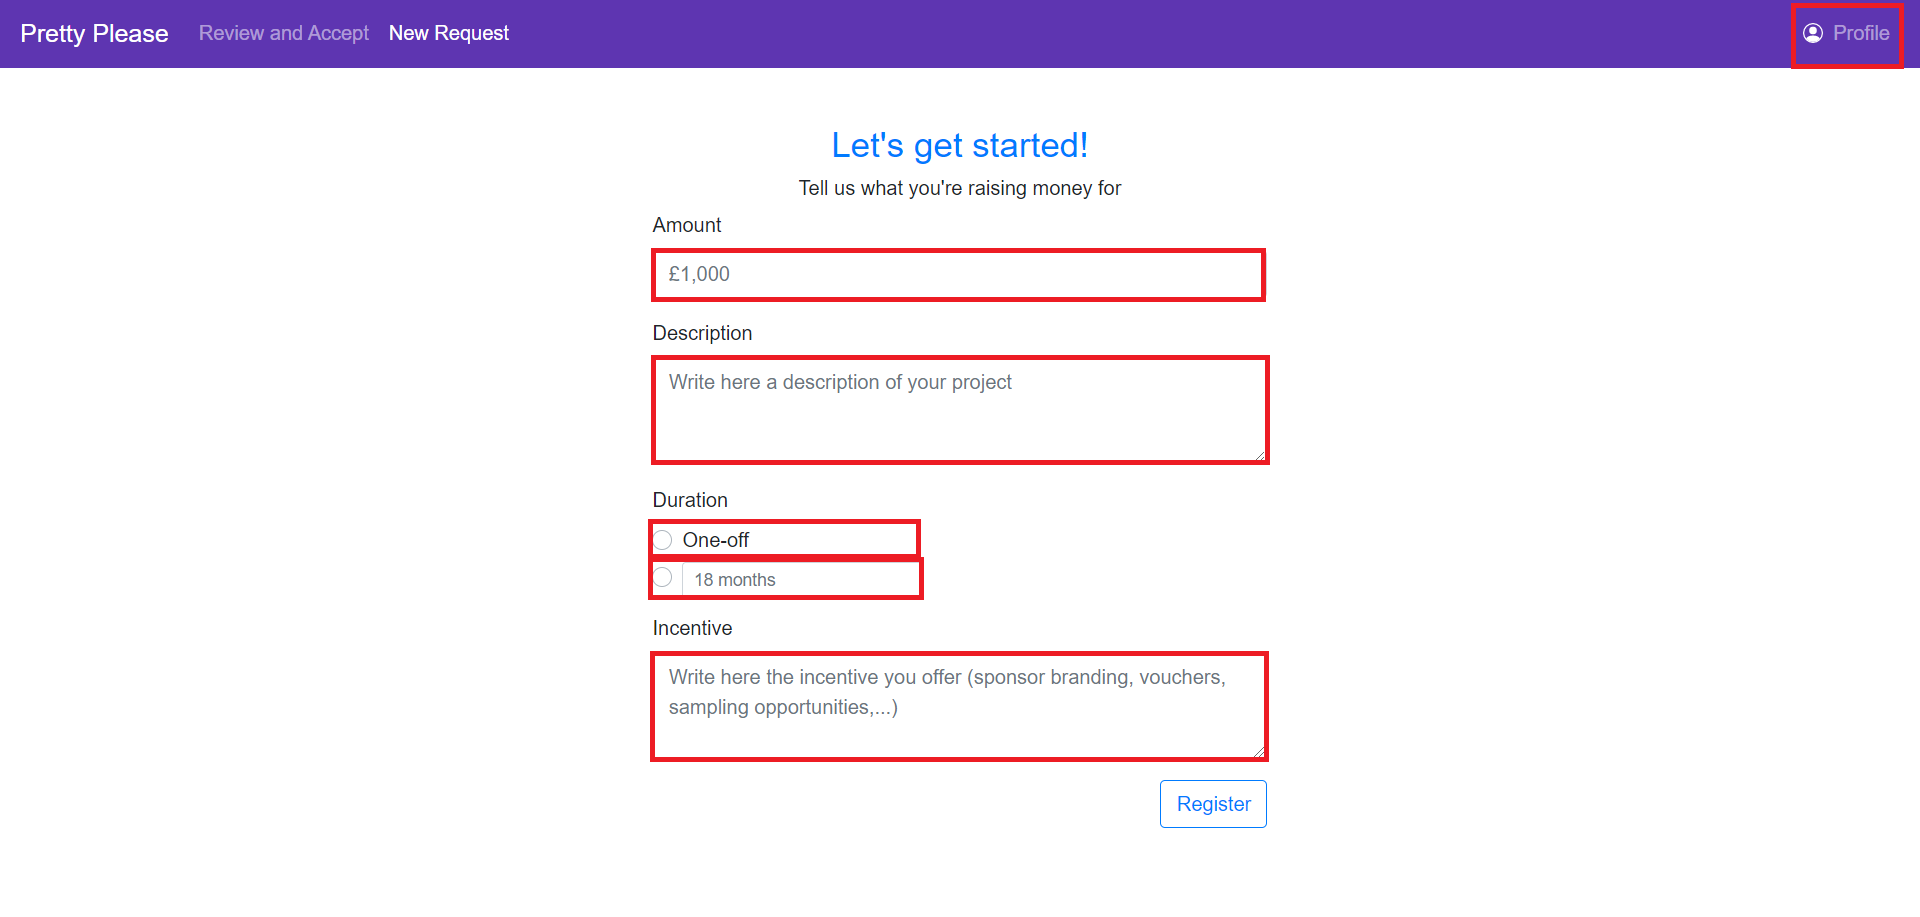 Pretty Please Review and Accept New Request Profile
Let's get started!
Tell us what you're raising money for
Amount
£1,000
Description
Write here a description of your project
Duration
One-off
18 months
Incentive
Write here the incentive you offer (sponsor branding, vouchers,
sampling opportunities,...)
Register